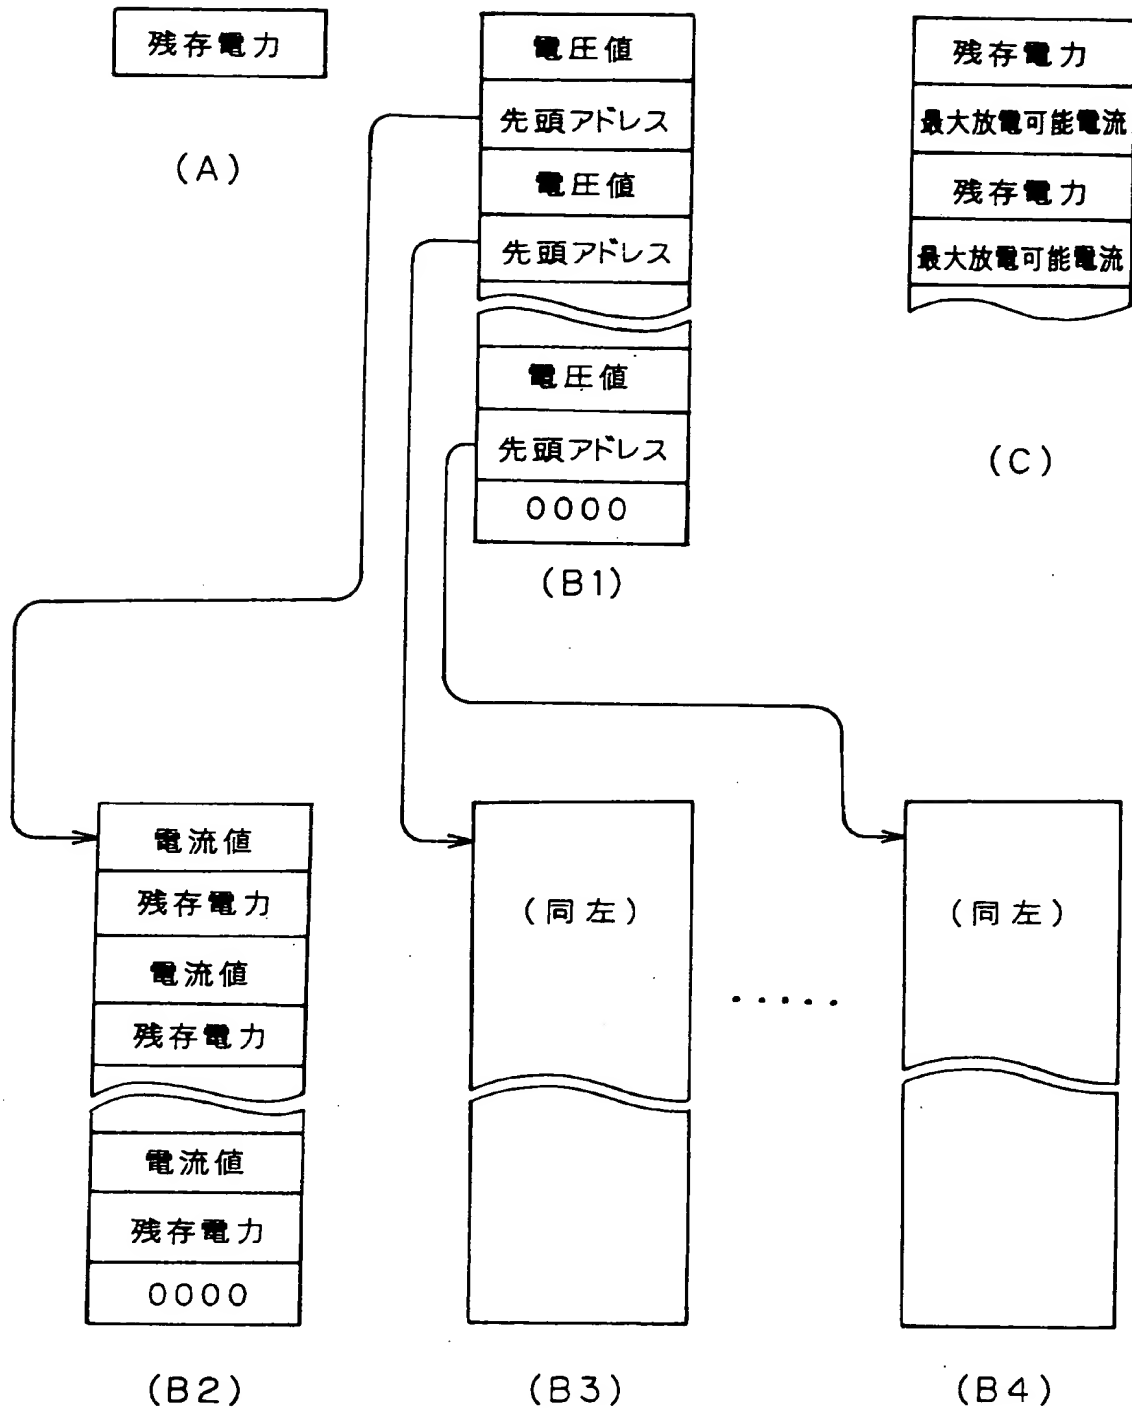 残存電力
(A)
電圧値
先頭アドレス
電圧値
先頭アドレス
電圧値
先頭アドレス
0000
(B1)
残存電力
最大放電可能電流
残存電力
最大放電可能電流
(C)
電流値
残存電力
電流値
残存電力
電流値
残存電力
0000
(B2)
(同左)
(B3)
.....
(同左)
(B4)